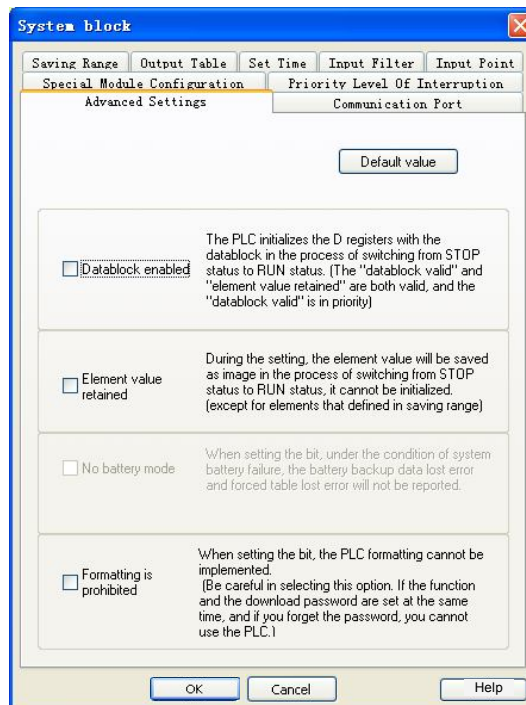 System block
Saving Range Output Table Set Time Input Filter Input Point
Special Module Configuration Priority Level Of Interruption
Advanced Settings Communication Port
Default value
Datablock enabled
The PLC initializes the D registers with the
datablock in the process of switching from STOP
status to RUN status. (The "datablock valid" and
"element value retained" are both valid, and the
"datablock valid" is in priority)
Element value
retained
During the setting, the element value will be saved
as image in the process of switching from STOP
status to RUN status, it cannot be initialized.
(except for elements that defined in saving range)
No battery mode
When setting the bit, under the condition of system
battery failure, the battery backup data lost error
and forced table lost error will not be reported.
Formatting is
prohibited
When setting the bit, the PLC formatting cannot be
implemented.
(Be careful in selecting this option. If the function
and the download password are set at the same
time, and if you forget the password, you cannot
use the PLC.)
OK Cancel Help